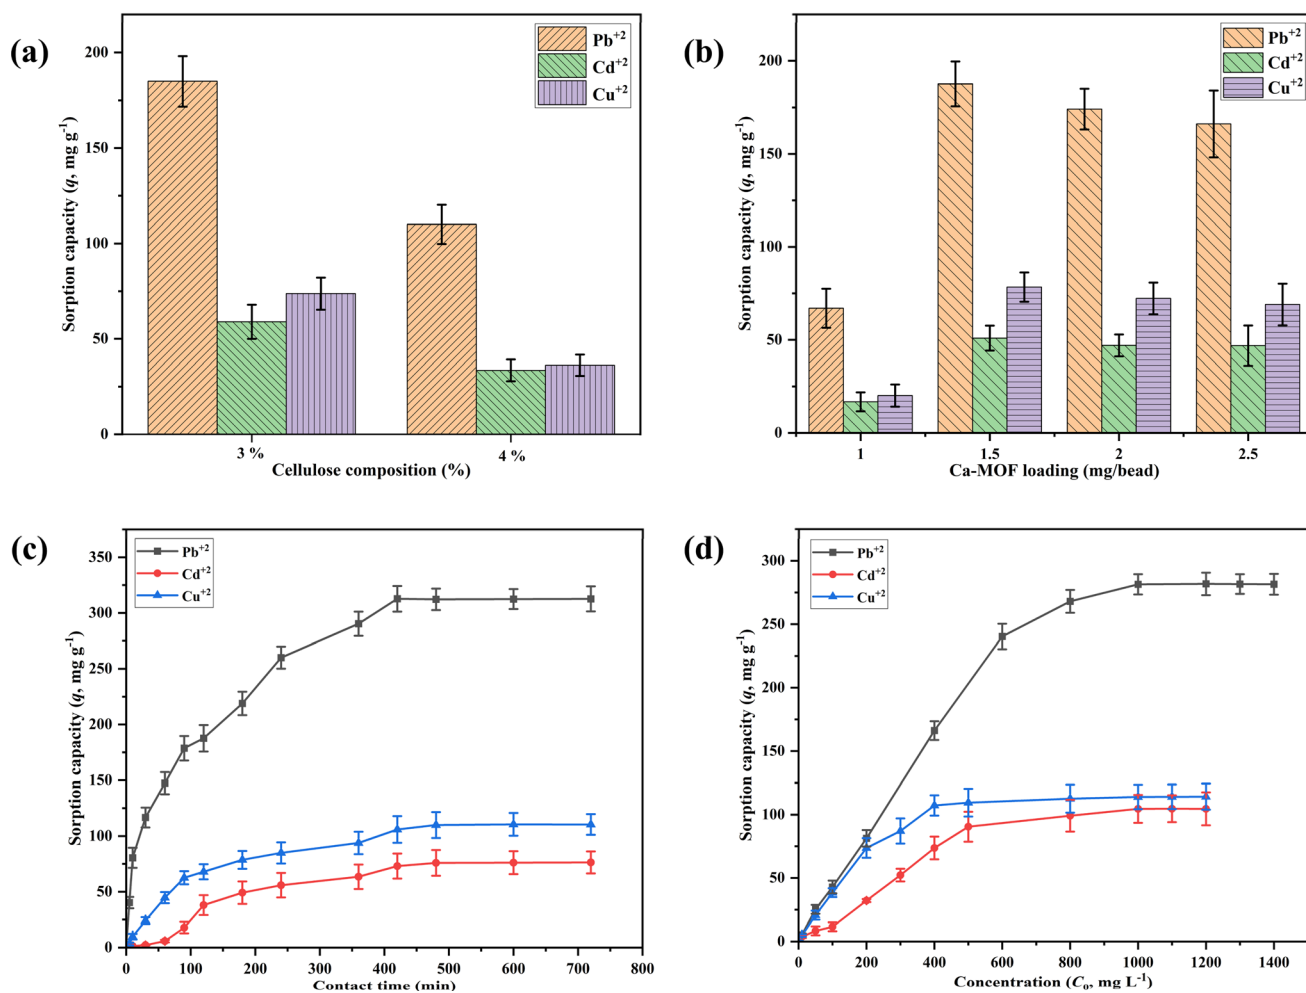 (a)
Sorption capacity (q, mg g⁻¹)
200
150
100
50
0
Pb⁺²
Cd⁺²
Cu⁺²
3 %
4 %
Cellulose composition (%)
(b)
Sorption capacity (q, mg g⁻¹)
200
150
100
50
0
Pb⁺²
Cd⁺²
Cu⁺²
1
1.5
2
2.5
Ca-MOF loading (mg/bead)
(c)
Sorption capacity (q, mg g⁻¹)
350
300
250
200
150
100
50
0
Pb⁺²
Cd⁺²
Cu⁺²
0
100
200
300
400
500
600
700
800
Contact time (min)
(d)
Sorption capacity (q, mg g⁻¹)
300
250
200
150
100
50
0
Pb⁺²
Cd⁺²
Cu⁺²
0
200
400
600
800
1000
1200
1400
Concentration (C₀, mg L⁻¹)